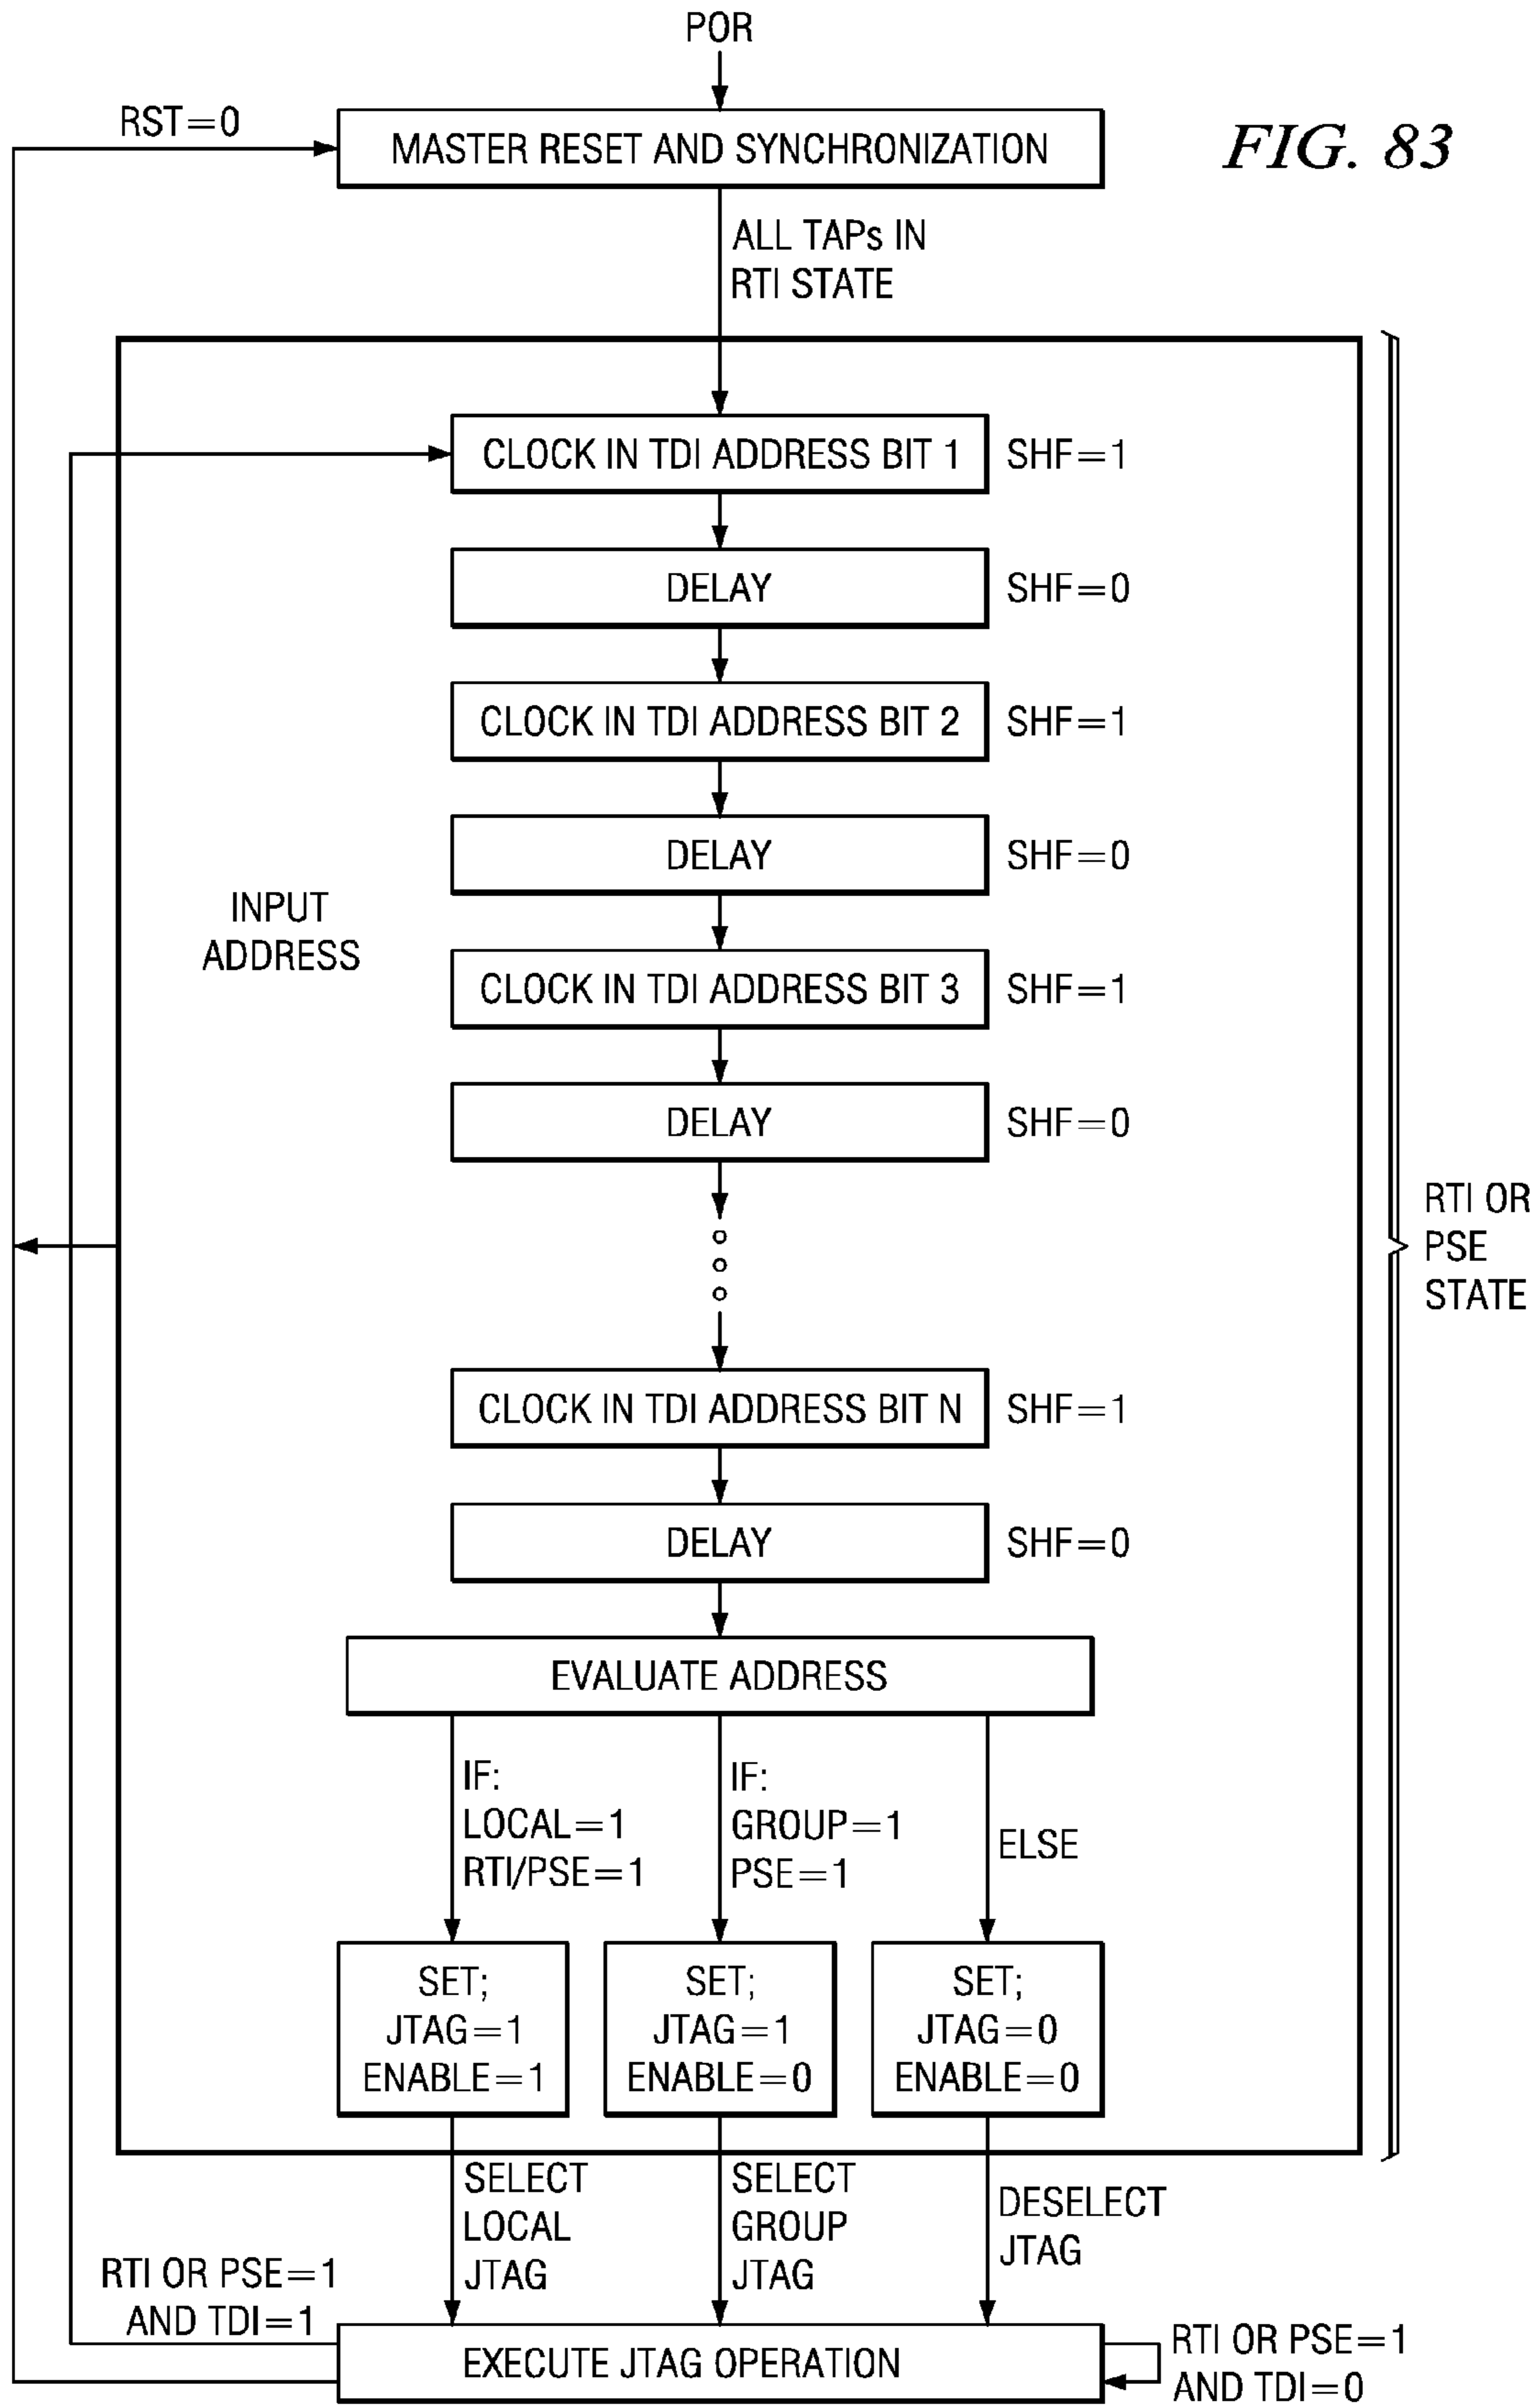 POR
RST=0
MASTER RESET AND SYNCHRONIZATION
FIG. 83
ALL TAPs IN
RTI STATE
CLOCK IN TDI ADDRESS BIT 1
SHF=1
DELAY
SHF=0
CLOCK IN TDI ADDRESS BIT 2
SHF=1
DELAY
SHF=0
INPUT
ADDRESS
CLOCK IN TDI ADDRESS BIT 3
SHF=1
DELAY
SHF=0
RTI OR
PSE
STATE
CLOCK IN TDI ADDRESS BIT N
SHF=1
DELAY
SHF=0
EVALUATE ADDRESS
IF:
LOCAL=1
RTI/PSE=1
IF:
GROUP=1
PSE=1
ELSE
SET;
JTAG=1
ENABLE=1
SET;
JTAG=1
ENABLE=0
SET;
JTAG=0
ENABLE=0
SELECT
LOCAL
JTAG
SELECT
GROUP
JTAG
DESELECT
JTAG
RTI OR PSE=1
AND TDI=1
EXECUTE JTAG OPERATION
RTI OR PSE=1
AND TDI=0